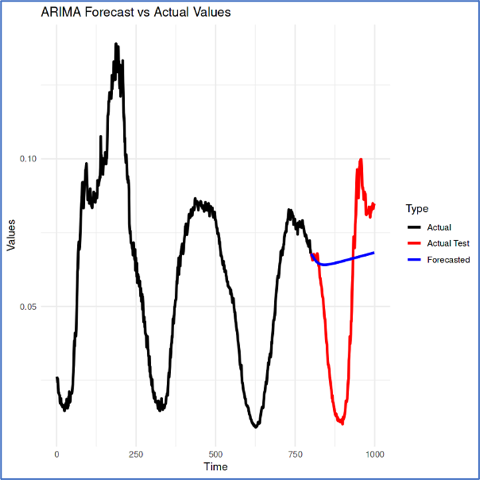 ARIMA Forecast vs Actual Values
0.10
0.05
Values
0
250
500
750
1000
Time
Type
Actual
Actual Test
Forecasted